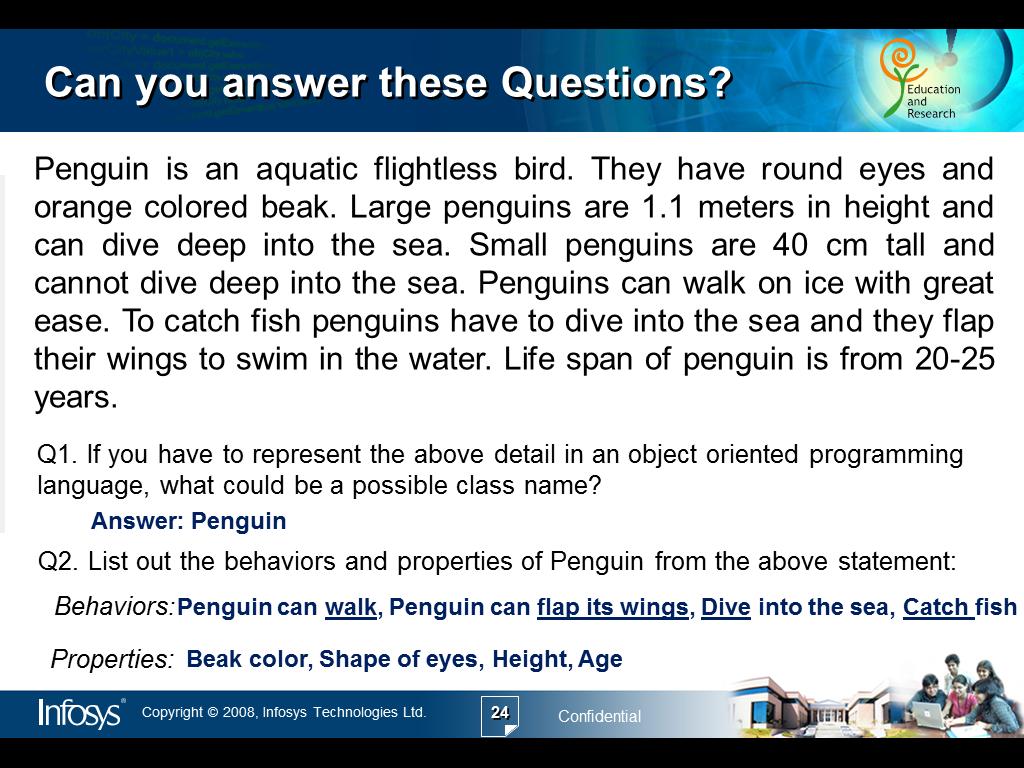 Can you answer these Questions?
Education
and
Research
Penguin is an aquatic flightless bird. They have round eyes and
orange colored beak. Large penguins are 1.1 meters in height and
can dive deep into the sea. Small penguins are 40 cm tall and
cannot dive deep into the sea. Penguins can walk on ice with great
ease. To catch fish penguins have to dive into the sea and they flap
their wings to swim in the water. Life span of penguin is from 20-25
years.
Q1. If you have to represent the above detail in an object oriented programming
language, what could be a possible class name?
Answer: Penguin
Q2. List out the behaviors and properties of Penguin from the above statement:
Behaviors: Penguin can walk, Penguin can flap its wings, Dive into the sea, Catch fish
Properties: Beak color, Shape of eyes, Height, Age
Infosys® Copyright © 2008, Infosys Technologies Ltd. 24 Confidential